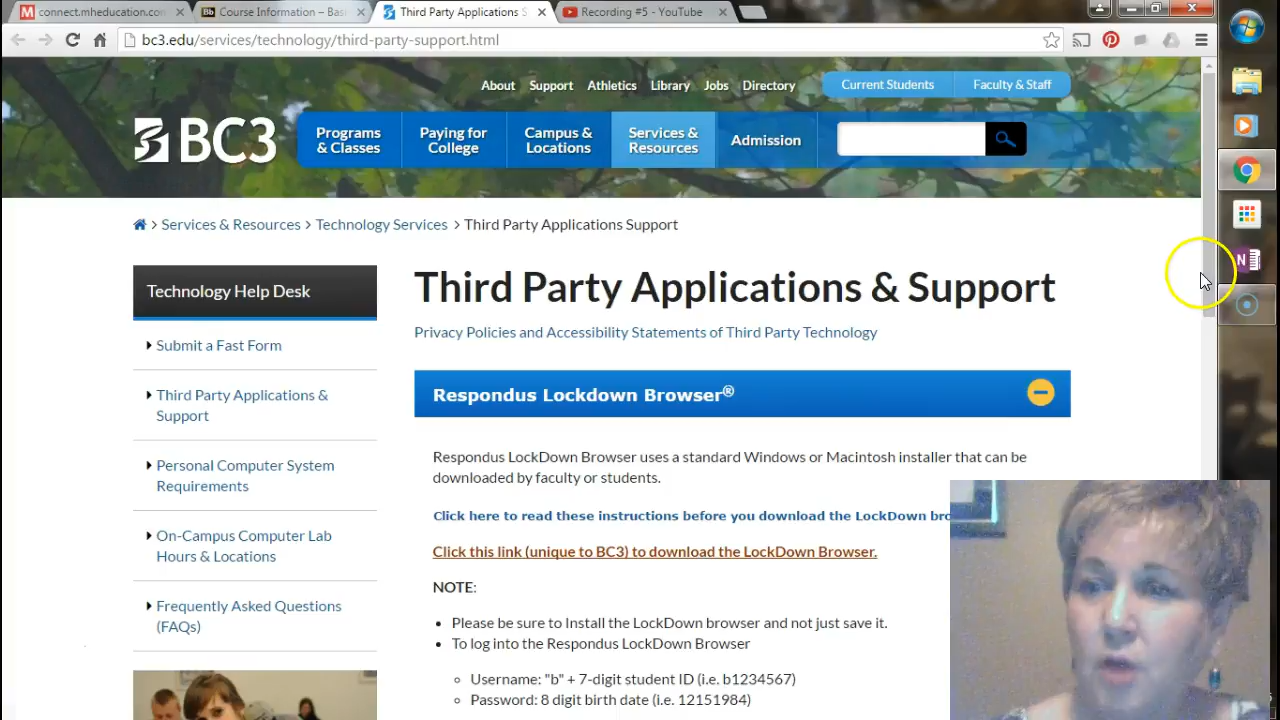 connect.mheducation.com
Course Information – Basi
Third Party Applications S
Recording #5 - YouTube
bc3.edu/services/technology/third-party-support.html
About
Support
Athletics
Library
Jobs
Directory
Current Students
Faculty & Staff
BC3
Programs
& Classes
Paying for
College
Campus &
Locations
Services &
Resources
Admission
Services & Resources > Technology Services > Third Party Applications Support
Technology Help Desk
Submit a Fast Form
Third Party Applications &
Support
Personal Computer System
Requirements
On-Campus Computer Lab
Hours & Locations
Frequently Asked Questions
(FAQs)
Third Party Applications & Support
Privacy Policies and Accessibility Statements of Third Party Technology
Respondus Lockdown Browser®
Respondus LockDown Browser uses a standard Windows or Macintosh installer that can be
downloaded by faculty or students.
Click here to read these instructions before you download the LockDown bro
Click this link (unique to BC3) to download the LockDown Browser.
NOTE:
Please be sure to Install the LockDown browser and not just save it.
To log into the Respondus LockDown Browser
Username: "b" + 7-digit student ID (i.e. b1234567)
Password: 8 digit birth date (i.e. 12151984)